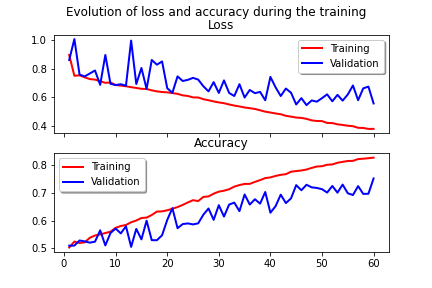 Evolution of loss and accuracy during the training
Loss
1.0
0.8
0.6
0.4
Training
Validation
Accuracy
0.8
0.7
0.6
0.5
Training
Validation
0 10 20 30 40 50 60